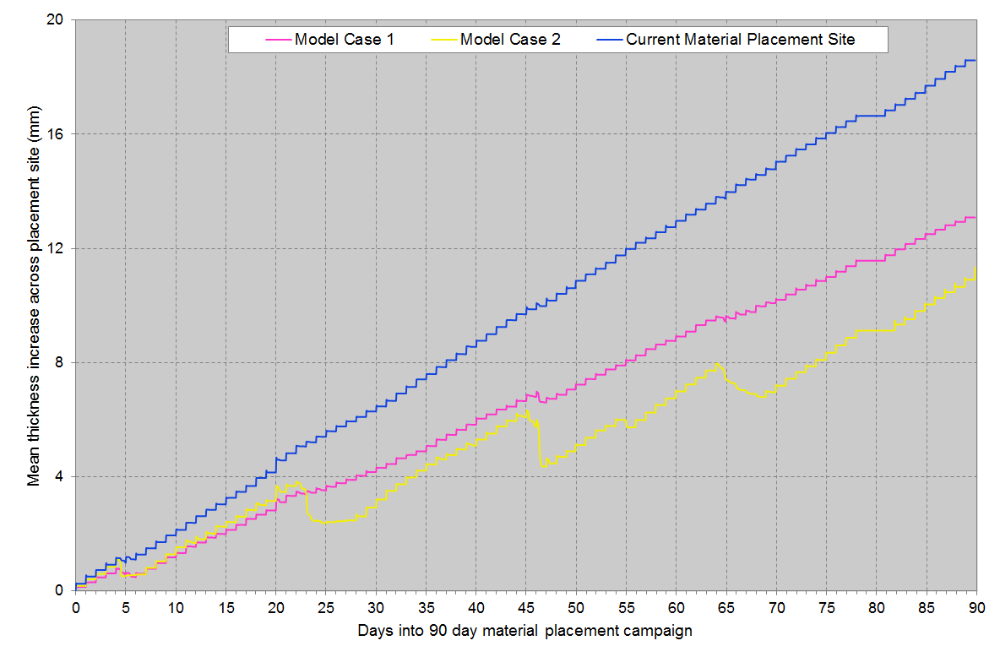 20
Model Case 1 Model Case 2 Current Material Placement Site
16
12
8
4
0
Mean thickness increase across placement site (mm)
0 5 10 15 20 25 30 35 40 45 50 55 60 65 70 75 80 85 90
Days into 90 day material placement campaign